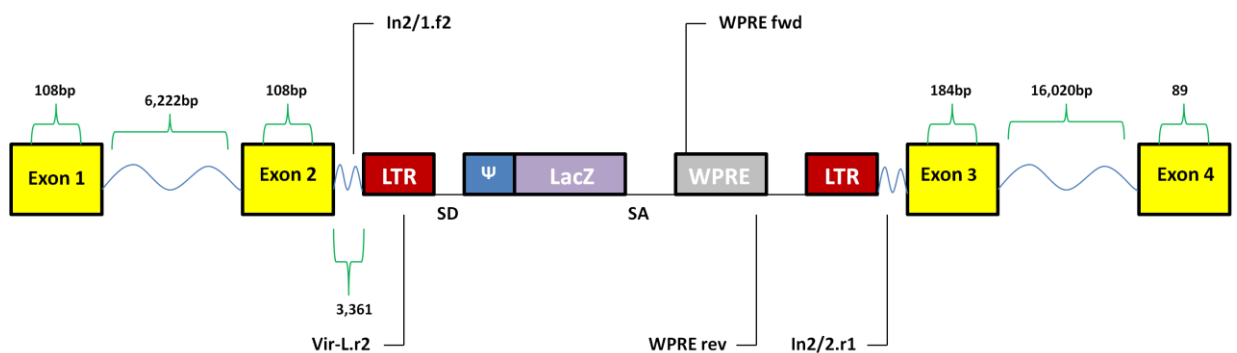 In2/1.f2
WPRE fwd
108bp
6,222bp
108bp
184bp
16,020bp
89
Exon 1
Exon 2
LTR
Ψ
LacZ
WPRE
LTR
Exon 3
Exon 4
SD
SA
3,361
Vir-L.r2
WPRE rev
In2/2.r1